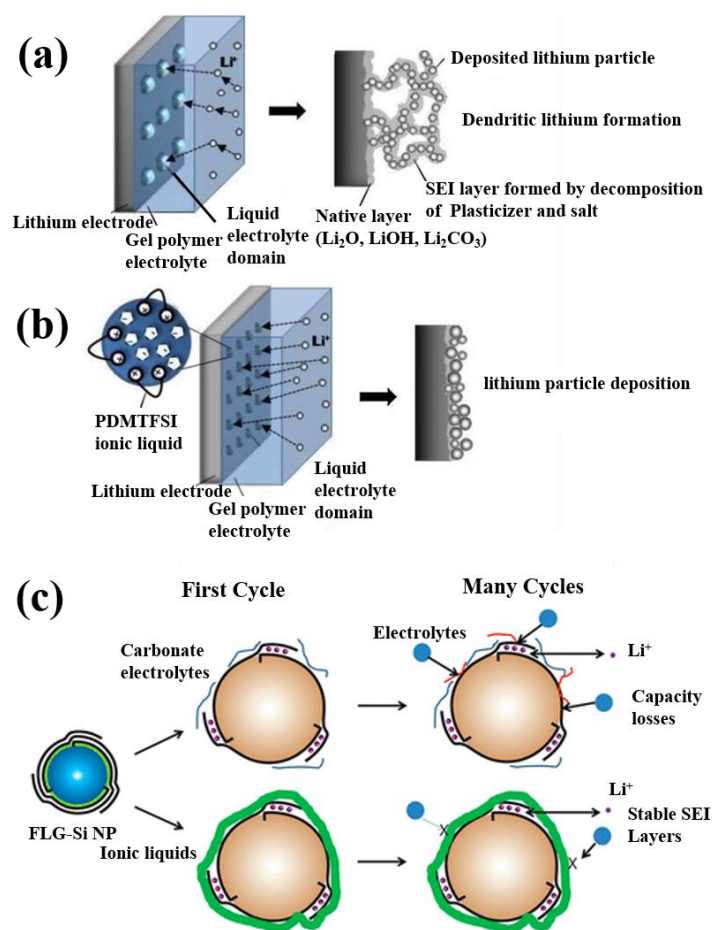 (a)
Li⁺
Deposited lithium particle
Dendritic lithium formation
SEI layer formed by decomposition
of Plasticizer and salt
Native layer
(Li₂O, LiOH, Li₂CO₃)
Lithium electrode
Gel polymer
electrolyte
Liquid
electrolyte
domain
(b)
Li⁺
PDMTFSI
ionic liquid
lithium particle deposition
Lithium electrode
Gel polymer
electrolyte
Liquid
electrolyte
domain
(c)
First Cycle
Many Cycles
Carbonate
electrolytes
Electrolytes
Li⁺
Capacity
losses
FLG-Si NP
Ionic liquids
Li⁺
Stable SEI
Layers
X
X